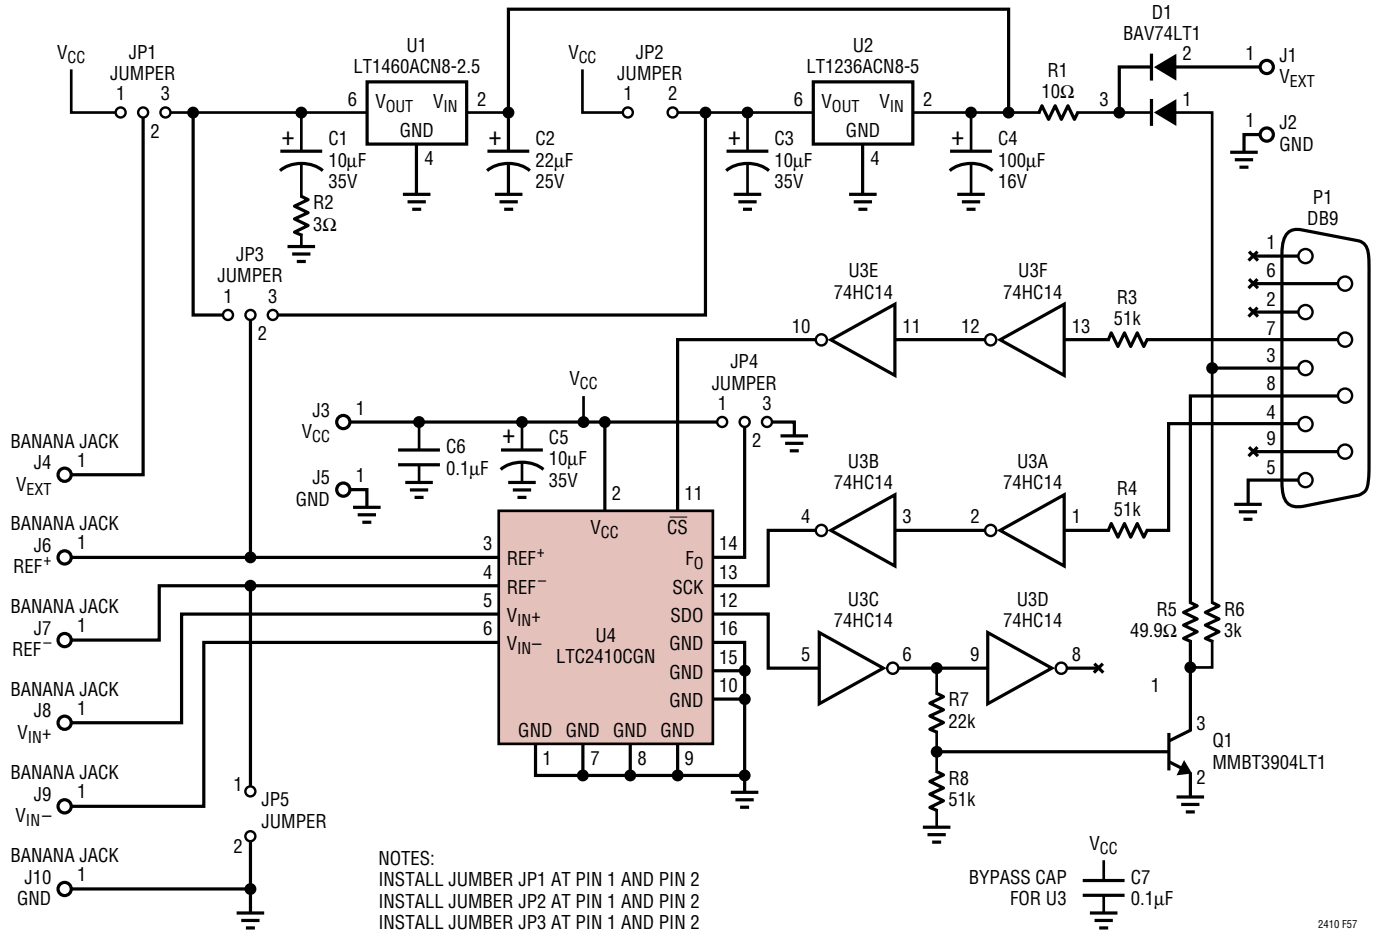 VCC
JP1
JUMPER
1
2
3
U1
LT1460ACN8-2.5
6
VOUT
VIN
GND
2
4
+
C1
10µF
35V
R2
3Ω
+
C2
22µF
25V
VCC
JP2
JUMPER
1
2
U2
LT1236ACN8-5
6
VOUT
VIN
GND
2
4
+
C3
10µF
35V
+
C4
100µF
16V
R1
10Ω
D1
BAV74LT1
3
2
1
1
J1
VEXT
1
J2
GND
P1
DB9
1
6
2
7
3
8
4
9
5
JP3
JUMPER
1
3
2
U3E
74HC14
10
11
U3F
74HC14
12
13
R3
51k
VCC
JP4
JUMPER
1
3
2
J3
VCC
1
C6
0.1µF
+
C5
10µF
35V
J5
GND
1
BANANA JACK
J4
VEXT
1
BANANA JACK
J6
REF+
1
BANANA JACK
J7
REF−
1
BANANA JACK
J8
VIN+
1
BANANA JACK
J9
VIN−
1
BANANA JACK
J10
GND
1
2
11
VCC
CS
3
REF+
4
REF−
5
VIN+
6
VIN−
U4
LTC2410CGN
FO
14
SCK
13
SDO
12
GND
16
GND
15
GND
10
GND GND GND GND
1
7
8
9
U3B
74HC14
4
3
U3A
74HC14
2
1
R4
51k
U3C
74HC14
5
6
U3D
74HC14
9
8
R5
49.9Ω
R6
3k
R7
22k
R8
51k
1
3
Q1
MMBT3904LT1
2
1
JP5
JUMPER
2
NOTES:
INSTALL JUMBER JP1 AT PIN 1 AND PIN 2
INSTALL JUMBER JP2 AT PIN 1 AND PIN 2
INSTALL JUMBER JP3 AT PIN 1 AND PIN 2
VCC
BYPASS CAP
FOR U3
C7
0.1µF
2410 F57